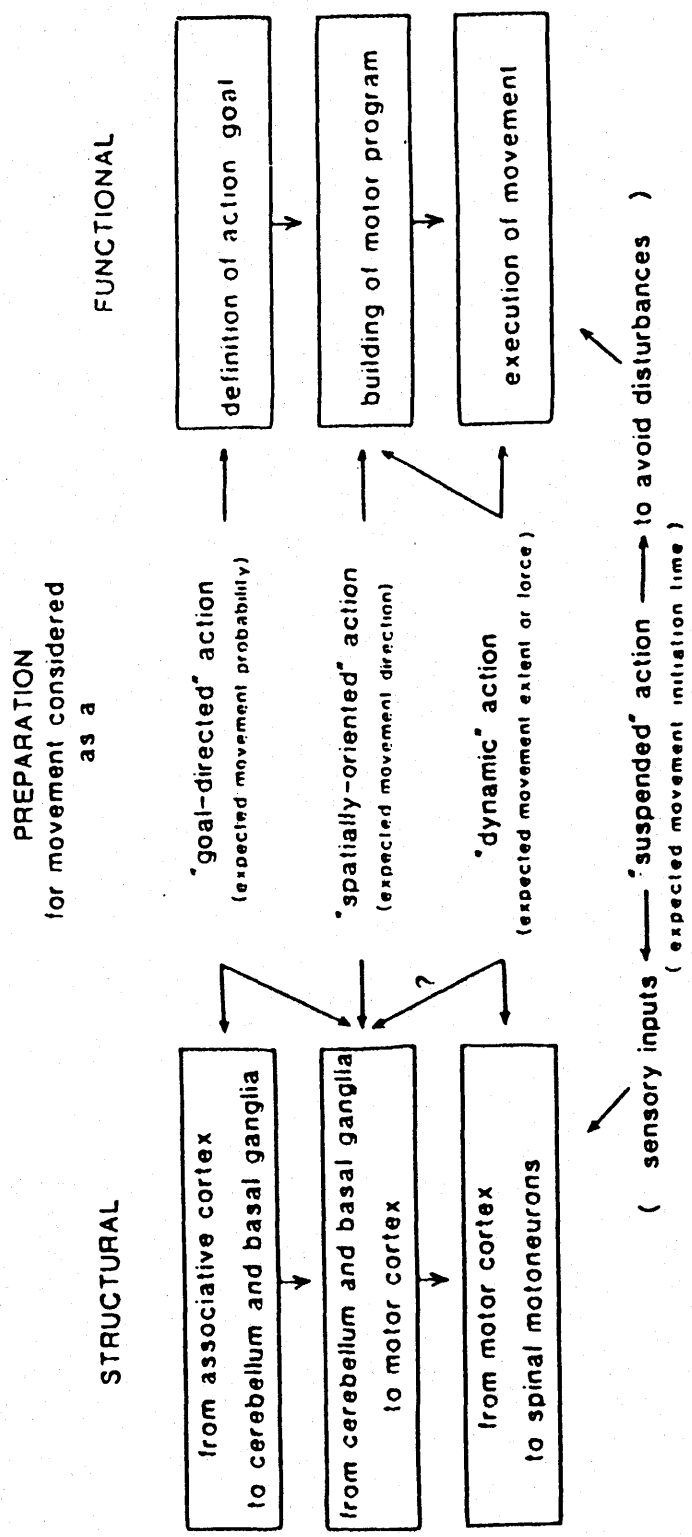 STRUCTURAL
PREPARATION
for movement considered
as a
FUNCTIONAL
from associative cortex
to cerebellum and basal ganglia
"goal-directed" action
(expected movement probability)
definition of action goal
from cerebellum and basal ganglia
to motor cortex
"spatially-oriented" action
(expected movement direction)
building of motor program
?
from motor cortex
to spinal motoneurons
"dynamic" action
(expected movement extent or force)
execution of movement
( sensory inputs "suspended" action to avoid disturbances )
( expected movement initiation time )